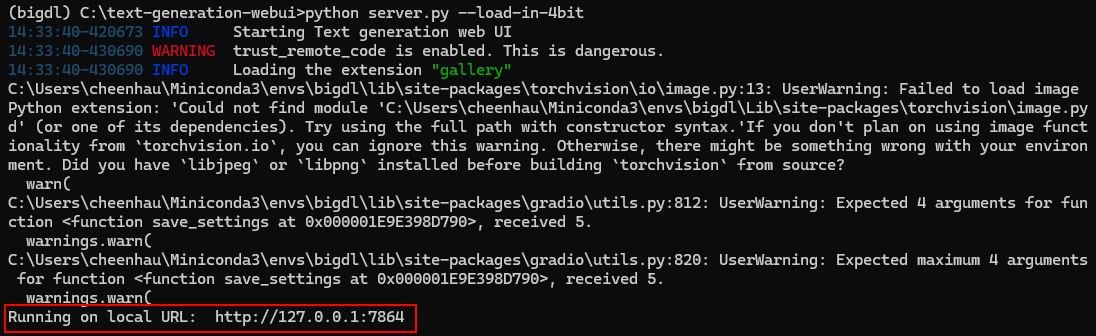 (bigdl) C:\text-generation-webui>python server.py --load-in-4bit
14:33:40-420673 INFO     Starting Text generation web UI
14:33:40-430690 WARNING  trust_remote_code is enabled. This is dangerous.
14:33:40-430690 INFO     Loading the extension "gallery"
C:\Users\cheenhau\Miniconda3\envs\bigdl\lib\site-packages\torchvision\io\image.py:13: UserWarning: Failed to load image
Python extension: 'Could not find module 'C:\Users\cheenhau\Miniconda3\envs\bigdl\Lib\site-packages\torchvision\image.py
d' (or one of its dependencies). Try using the full path with constructor syntax.'If you don't plan on using image funct
ionality from `torchvision.io`, you can ignore this warning. Otherwise, there might be something wrong with your environ
ment. Did you have `libjpeg` or `libpng` installed before building `torchvision` from source?
  warn(
C:\Users\cheenhau\Miniconda3\envs\bigdl\lib\site-packages\gradio\utils.py:812: UserWarning: Expected 4 arguments for fun
ction <function save_settings at 0x000001E9E398D790>, received 5.
  warnings.warn(
C:\Users\cheenhau\Miniconda3\envs\bigdl\lib\site-packages\gradio\utils.py:820: UserWarning: Expected maximum 4 arguments
 for function <function save_settings at 0x000001E9E398D790>, received 5.
  warnings.warn(
Running on local URL:  http://127.0.0.1:7864